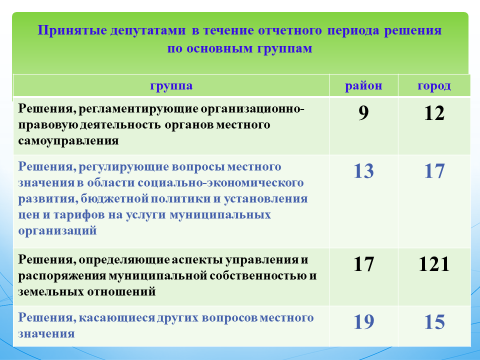 Принятые депутатами в течение отчетного периода решения
по основным группам
группа район город
Решения, регламентирующие организационно-
правовую деятельность органов местного
самоуправления
9 12
Решения, регулирующие вопросы местного
значения в области социально-экономического
развития, бюджетной политики и установления
цен и тарифов на услуги муниципальных
организаций
13 17
Решения, определяющие аспекты управления и
распоряжения муниципальной собственностью и
земельных отношений
17 121
Решения, касающиеся других вопросов местного
значения
19 15